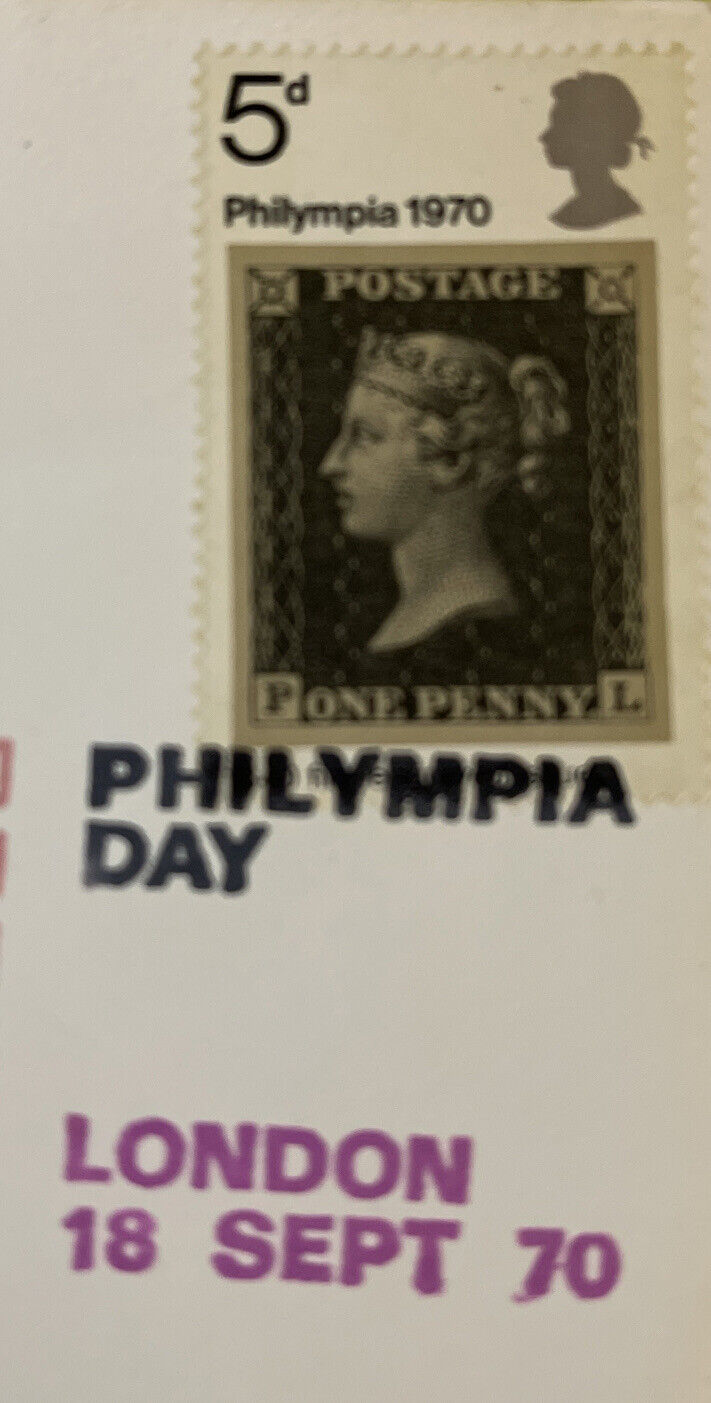 5d
Philympia 1970
POSTAGE
P ONE PENNY L
PHILYMPIA
DAY
LONDON
18 SEPT 70